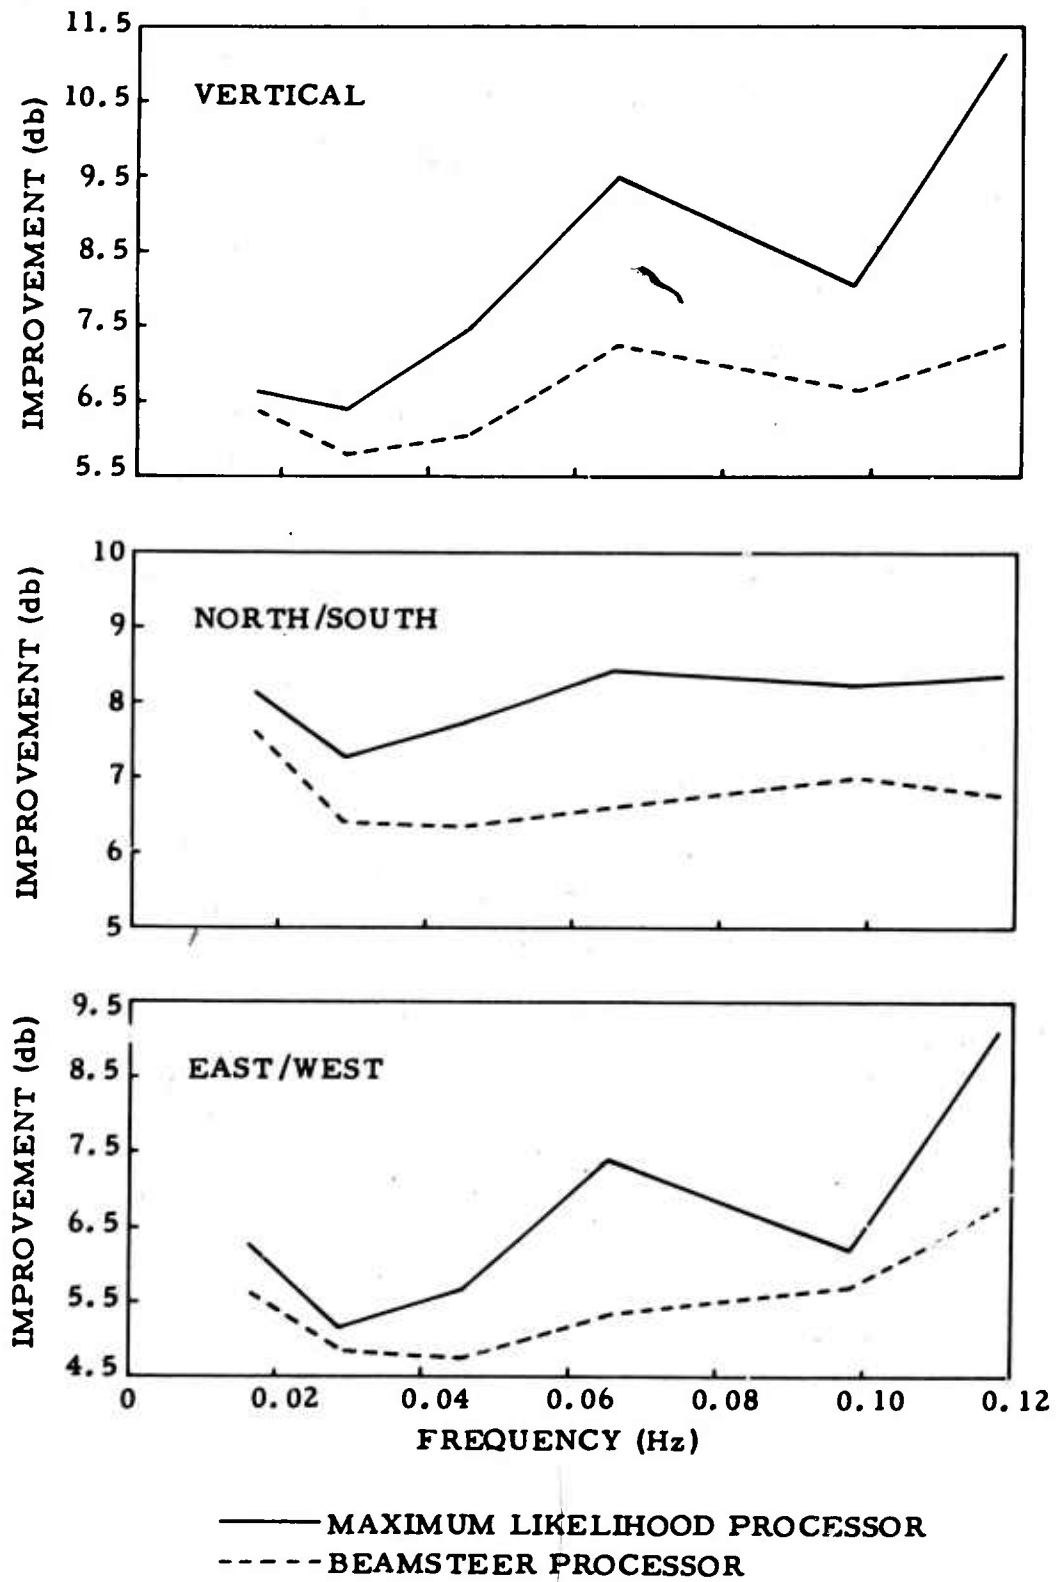 11.5
VERTICAL
10.5
9.5
8.5
7.5
6.5
5.5
IMPROVEMENT (db)
10
NORTH/SOUTH
9
8
7
6
5
IMPROVEMENT (db)
9.5
EAST/WEST
8.5
7.5
6.5
5.5
4.5
IMPROVEMENT (db)
0 0.02 0.04 0.06 0.08 0.10 0.12
FREQUENCY (Hz)
MAXIMUM LIKELIHOOD PROCESSOR
BEAMSTEER PROCESSOR